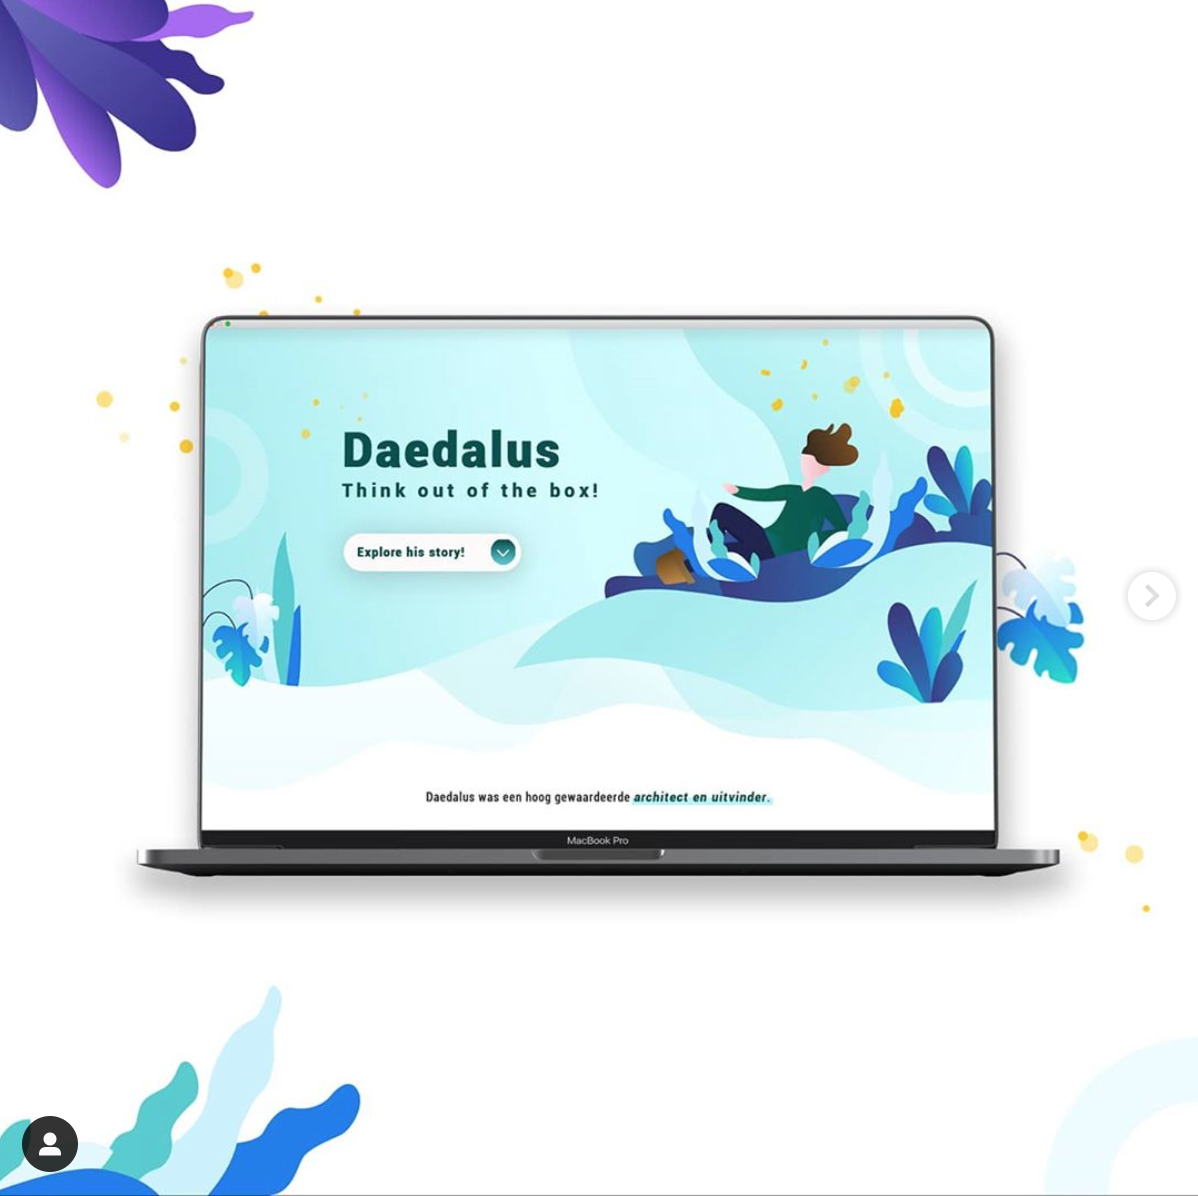 Daedalus
Think out of the box!
Explore his story!
Daedalus was een hoog gewaardeerde architect en uitvinder.
MacBook Pro